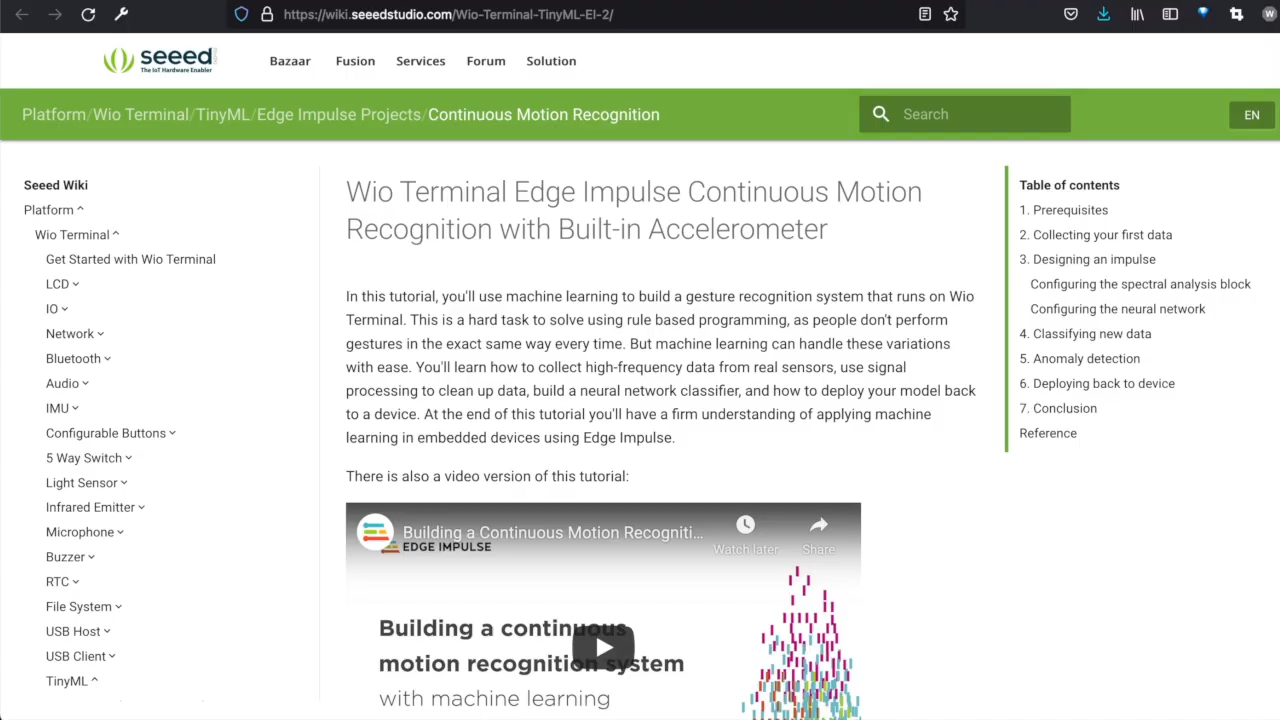 https://wiki.seeedstudio.com/Wio-Terminal-TinyML-EI-2/
W
seeed
The IoT Hardware Enabler
Bazaar Fusion Services Forum Solution
Platform/Wio Terminal/TinyML/Edge Impulse Projects/Continuous Motion Recognition
Search
EN
Seeed Wiki
Platform
Wio Terminal
Get Started with Wio Terminal
LCD
IO
Network
Bluetooth
Audio
IMU
Configurable Buttons
5 Way Switch
Light Sensor
Infrared Emitter
Microphone
Buzzer
RTC
File System
USB Host
USB Client
TinyML
Wio Terminal Edge Impulse Continuous Motion
Recognition with Built-in Accelerometer
In this tutorial, you'll use machine learning to build a gesture recognition system that runs on Wio
Terminal. This is a hard task to solve using rule based programming, as people don't perform
gestures in the exact same way every time. But machine learning can handle these variations
with ease. You'll learn how to collect high-frequency data from real sensors, use signal
processing to clean up data, build a neural network classifier, and how to deploy your model back
to a device. At the end of this tutorial you'll have a firm understanding of applying machine
learning in embedded devices using Edge Impulse.
There is also a video version of this tutorial:
Building a Continuous Motion Recogniti...
EDGE IMPULSE
Watch later
Share
Building a continuous
motion recognition system
with machine learning
Table of contents
1. Prerequisites
2. Collecting your first data
3. Designing an impulse
Configuring the spectral analysis block
Configuring the neural network
4. Classifying new data
5. Anomaly detection
6. Deploying back to device
7. Conclusion
Reference